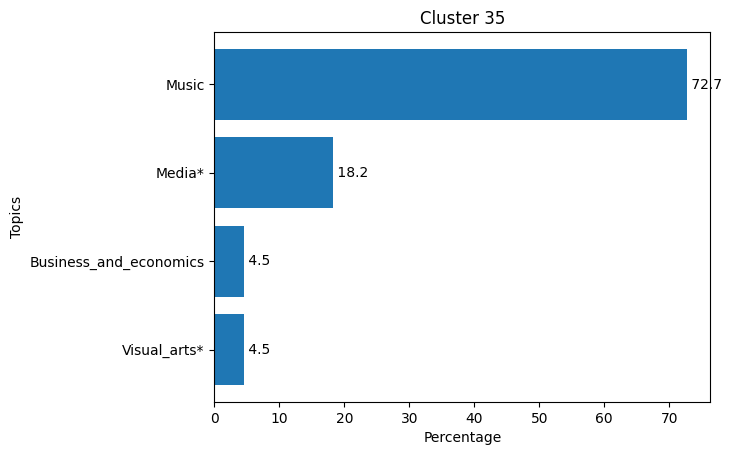 Cluster 35
Topics
Music
72.7
Media*
18.2
Business_and_economics
4.5
Visual_arts*
4.5
0 10 20 30 40 50 60 70
Percentage